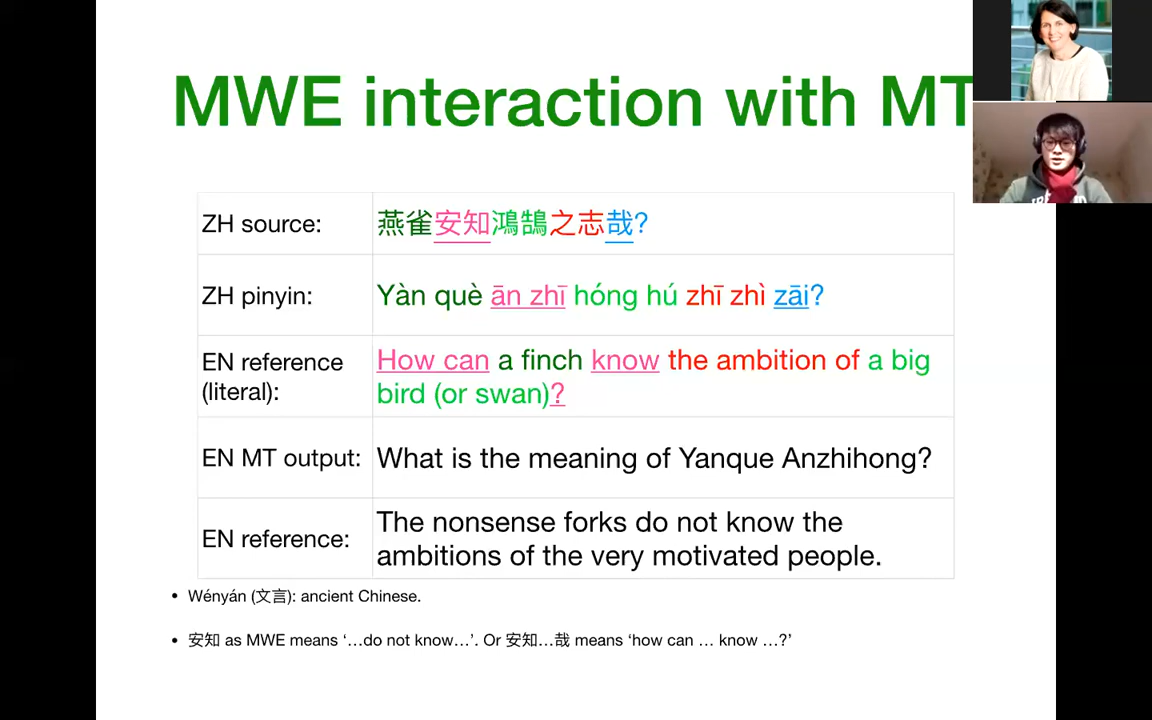 MWE interaction with MT
ZH source:
燕雀安知鴻鵠之志哉?
ZH pinyin:
Yàn què ān zhī hóng hú zhī zhì zāi?
EN reference
(literal):
How can a finch know the ambition of a big
bird (or swan)?
EN MT output:
What is the meaning of Yanque Anzhihong?
EN reference:
The nonsense forks do not know the
ambitions of the very motivated people.
• Wényán (文言): ancient Chinese.
• 安知 as MWE means ‘…do not know…’. Or 安知…哉 means ‘how can … know …?’